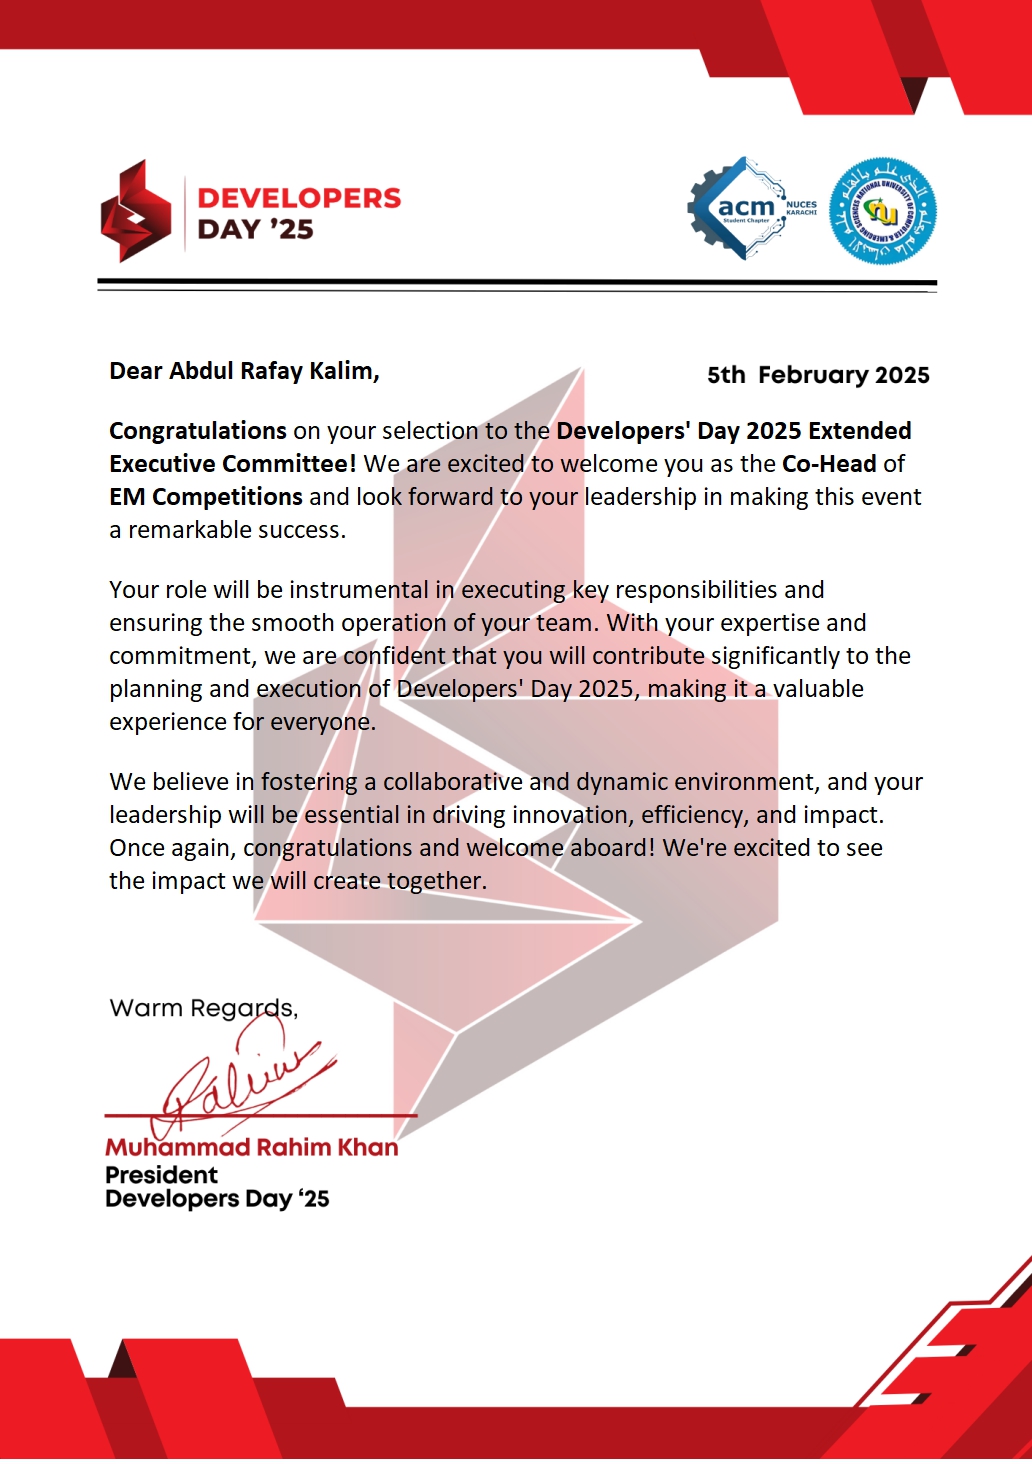 DEVELOPERS
DAY ’25
acm
Student Chapter
NUCES
KARACHI
NATIONAL UNIVERSITY OF COMPUTER & EMERGING SCIENCES
Dear Abdul Rafay Kalim,
5th February 2025
Congratulations on your selection to the Developers' Day 2025 Extended
Executive Committee! We are excited to welcome you as the Co-Head of
EM Competitions and look forward to your leadership in making this event
a remarkable success.
Your role will be instrumental in executing key responsibilities and
ensuring the smooth operation of your team. With your expertise and
commitment, we are confident that you will contribute significantly to the
planning and execution of Developers' Day 2025, making it a valuable
experience for everyone.
We believe in fostering a collaborative and dynamic environment, and your
leadership will be essential in driving innovation, efficiency, and impact.
Once again, congratulations and welcome aboard! We're excited to see
the impact we will create together.
Warm Regards,
Muhammad Rahim Khan
President
Developers Day ‘25